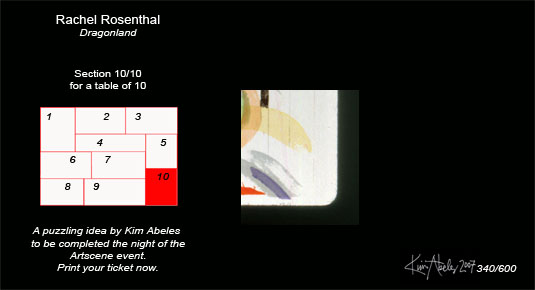 Rachel Rosenthal
Dragonland
Section 10/10
for a table of 10
1 2 3
4 5
6 7
10
8 9
A puzzling idea by Kim Abeles
to be completed the night of the
Artscene event.
Print your ticket now.
Kim Abeles 2007 340/600